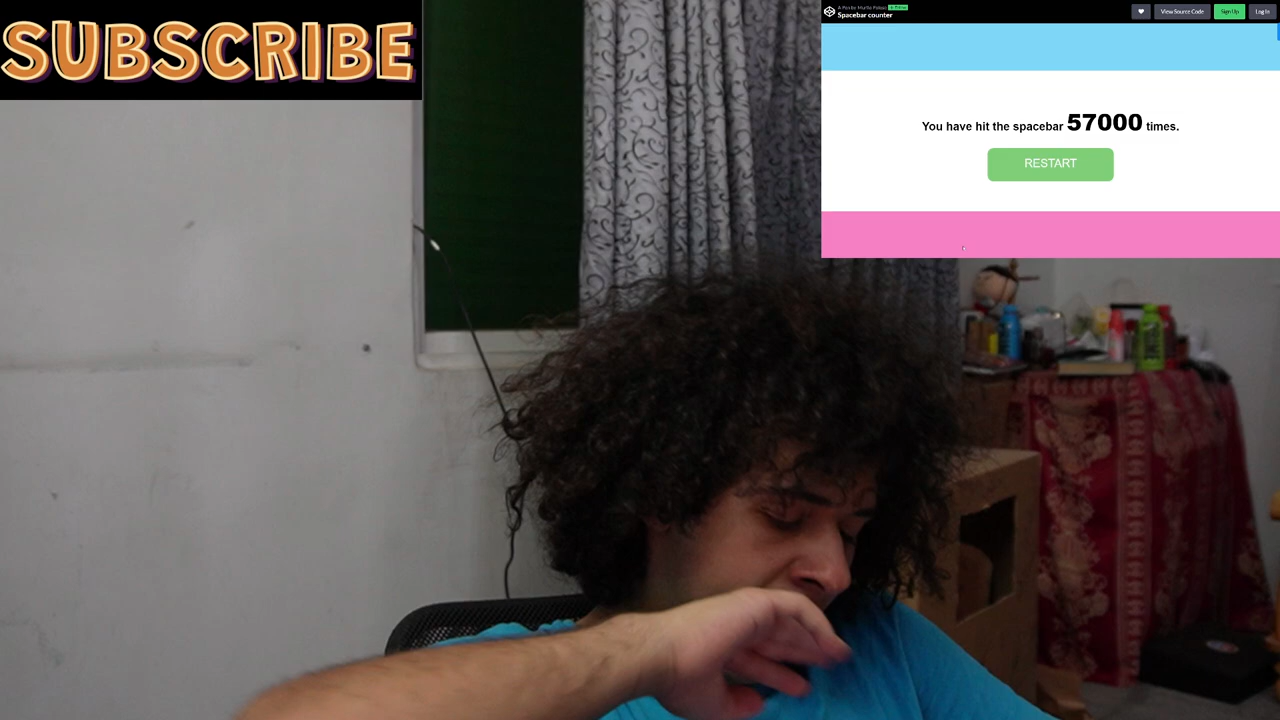 SUBSCRIBE
Spacebar counter
View Source Code
Sign Up
Log In
You have hit the spacebar 57000 times.
RESTART